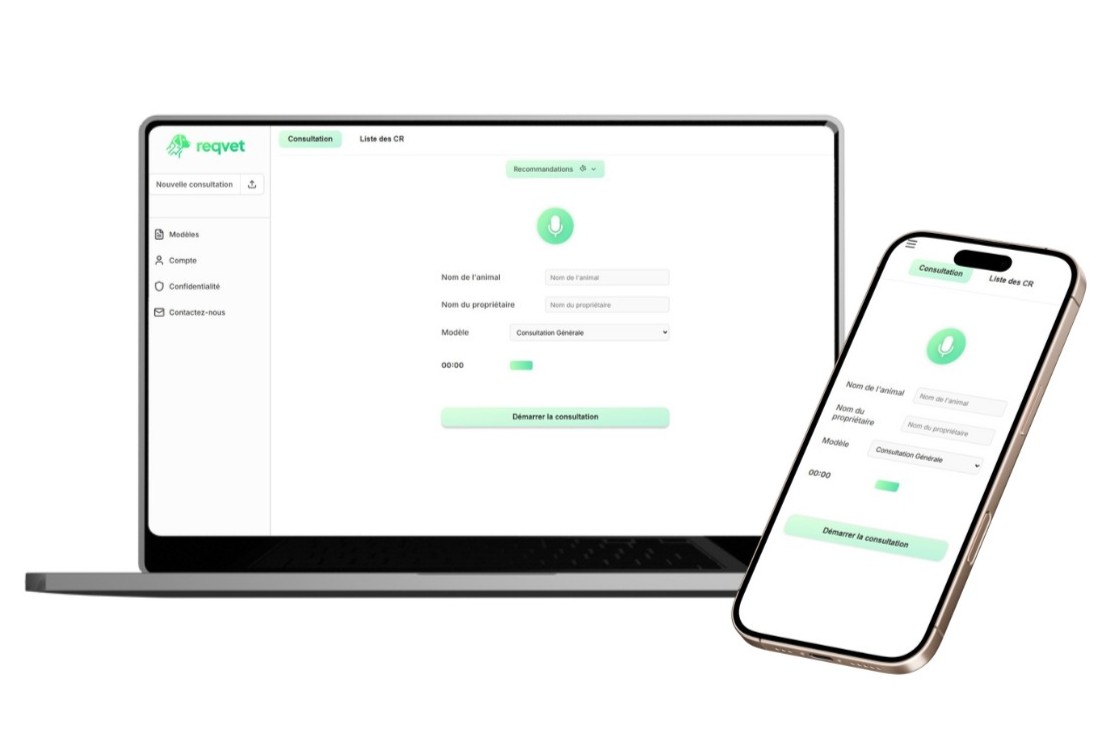 reqvet
Consultation
Liste des CR
Recommandations
Nouvelle consultation
Modèles
Compte
Confidentialité
Contactez-nous
Nom de l'animal
Nom de l'animal
Nom du propriétaire
Nom du propriétaire
Modèle
Consultation Générale
00:00
Démarrer la consultation
Consultation
Liste des CR
Nom de l'animal
Nom de l'animal
Nom du
propriétaire
Nom du propriétaire
Modèle
Consultation Générale
00:00
Démarrer la consultation